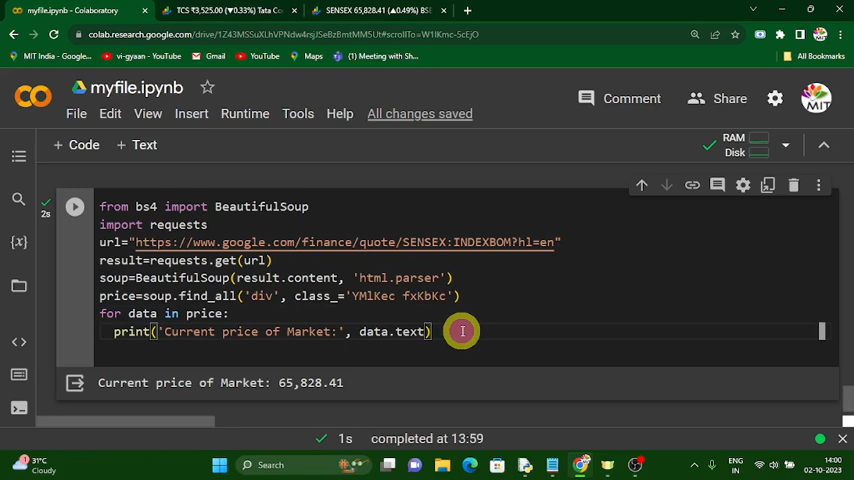 myfile.ipynb - Colaboratory
TCS ₹3,525.00 (▼0.33%) Tata Co
SENSEX 65,828.41 (▲0.49%) BSE
colab.research.google.com/drive/1Z43MSSuXLhVPNdw4rsjJSeBzBmtMM5Ut#scrollTo=W1lKmc-5cEjO
MIT India - Google...
vi-gyaan - YouTube
Gmail
YouTube
Maps
(1) Meeting with Sh...
All Bookmarks
myfile.ipynb
Comment
Share
File Edit View Insert Runtime Tools Help All changes saved
+ Code + Text
RAM
Disk
{x}
2s
from bs4 import BeautifulSoup
import requests
url="https://www.google.com/finance/quote/SENSEX:INDEXBOM?hl=en"
result=requests.get(url)
soup=BeautifulSoup(result.content, 'html.parser')
price=soup.find_all('div', class_='YMlKec fxKbKc')
for data in price:
print('Current price of Market:', data.text)
Current price of Market: 65,828.41
1s completed at 13:59
31°C
Cloudy
Search
ENG
IN
14:00
02-10-2023